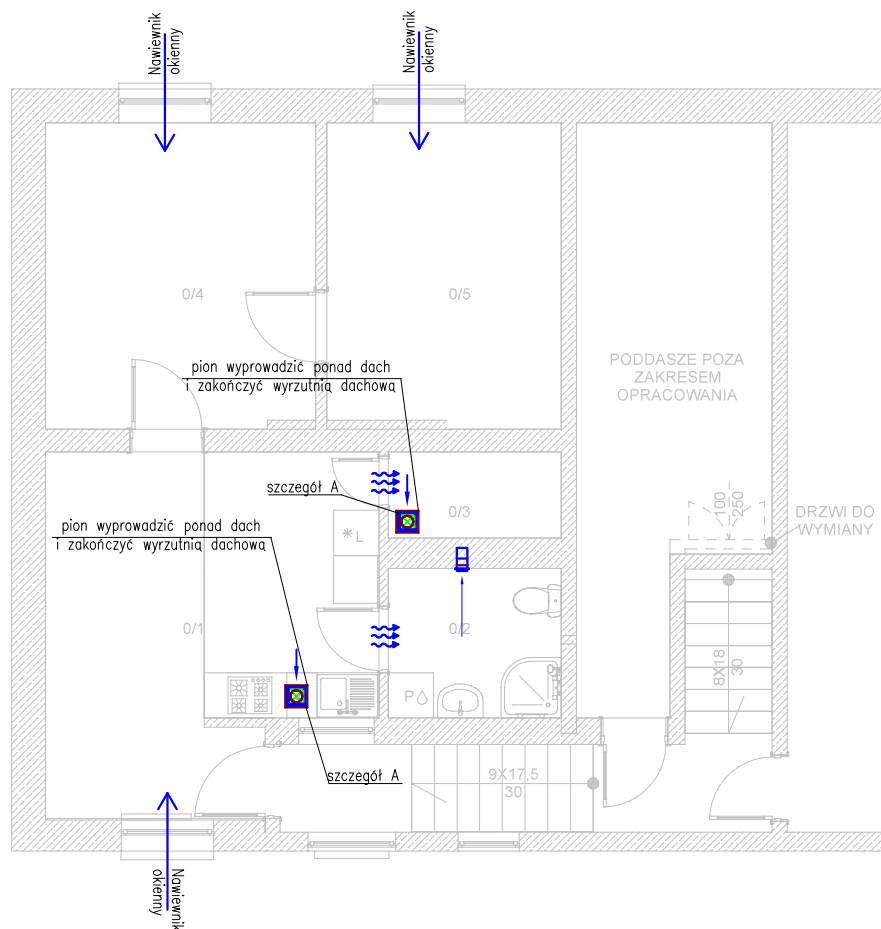 Nawiewnik
okienny
Nawiewnik
okienny
0/4
0/5
pion wyprowadzić ponad dach
i zakończyć wyrzutnią dachową
PODDASZE POZA
ZAKRESEM
OPRACOWANIA
szczegół A
0/3
100
250
DRZWI DO
WYMIANY
pion wyprowadzić ponad dach
i zakończyć wyrzutnią dachową
*L
0/1
0/2
8X18
30
P
szczegół A
9X17,5
30
Nawiewnik
okienny